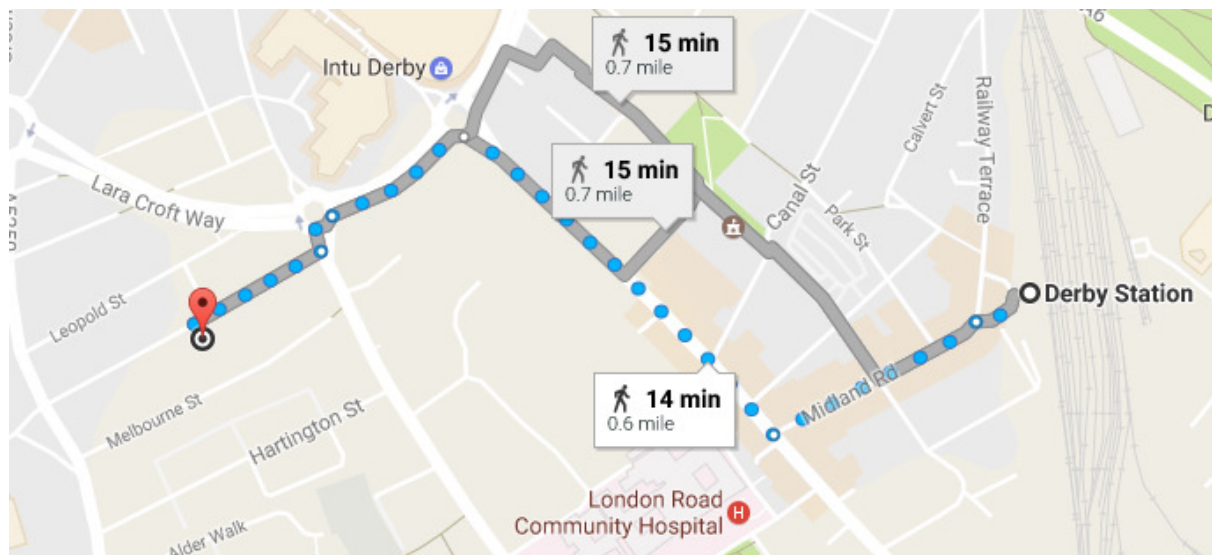 15 min
0.7 mile
Intu Derby
Calvert St
Railway Terrace
15 min
0.7 mile
Lara Croft Way
Canal St
Park St
Derby Station
Leopold St
14 min
0.6 mile
Midland Rd
Melbourne St
Hartington St
London Road
Community Hospital
H
Alder Walk